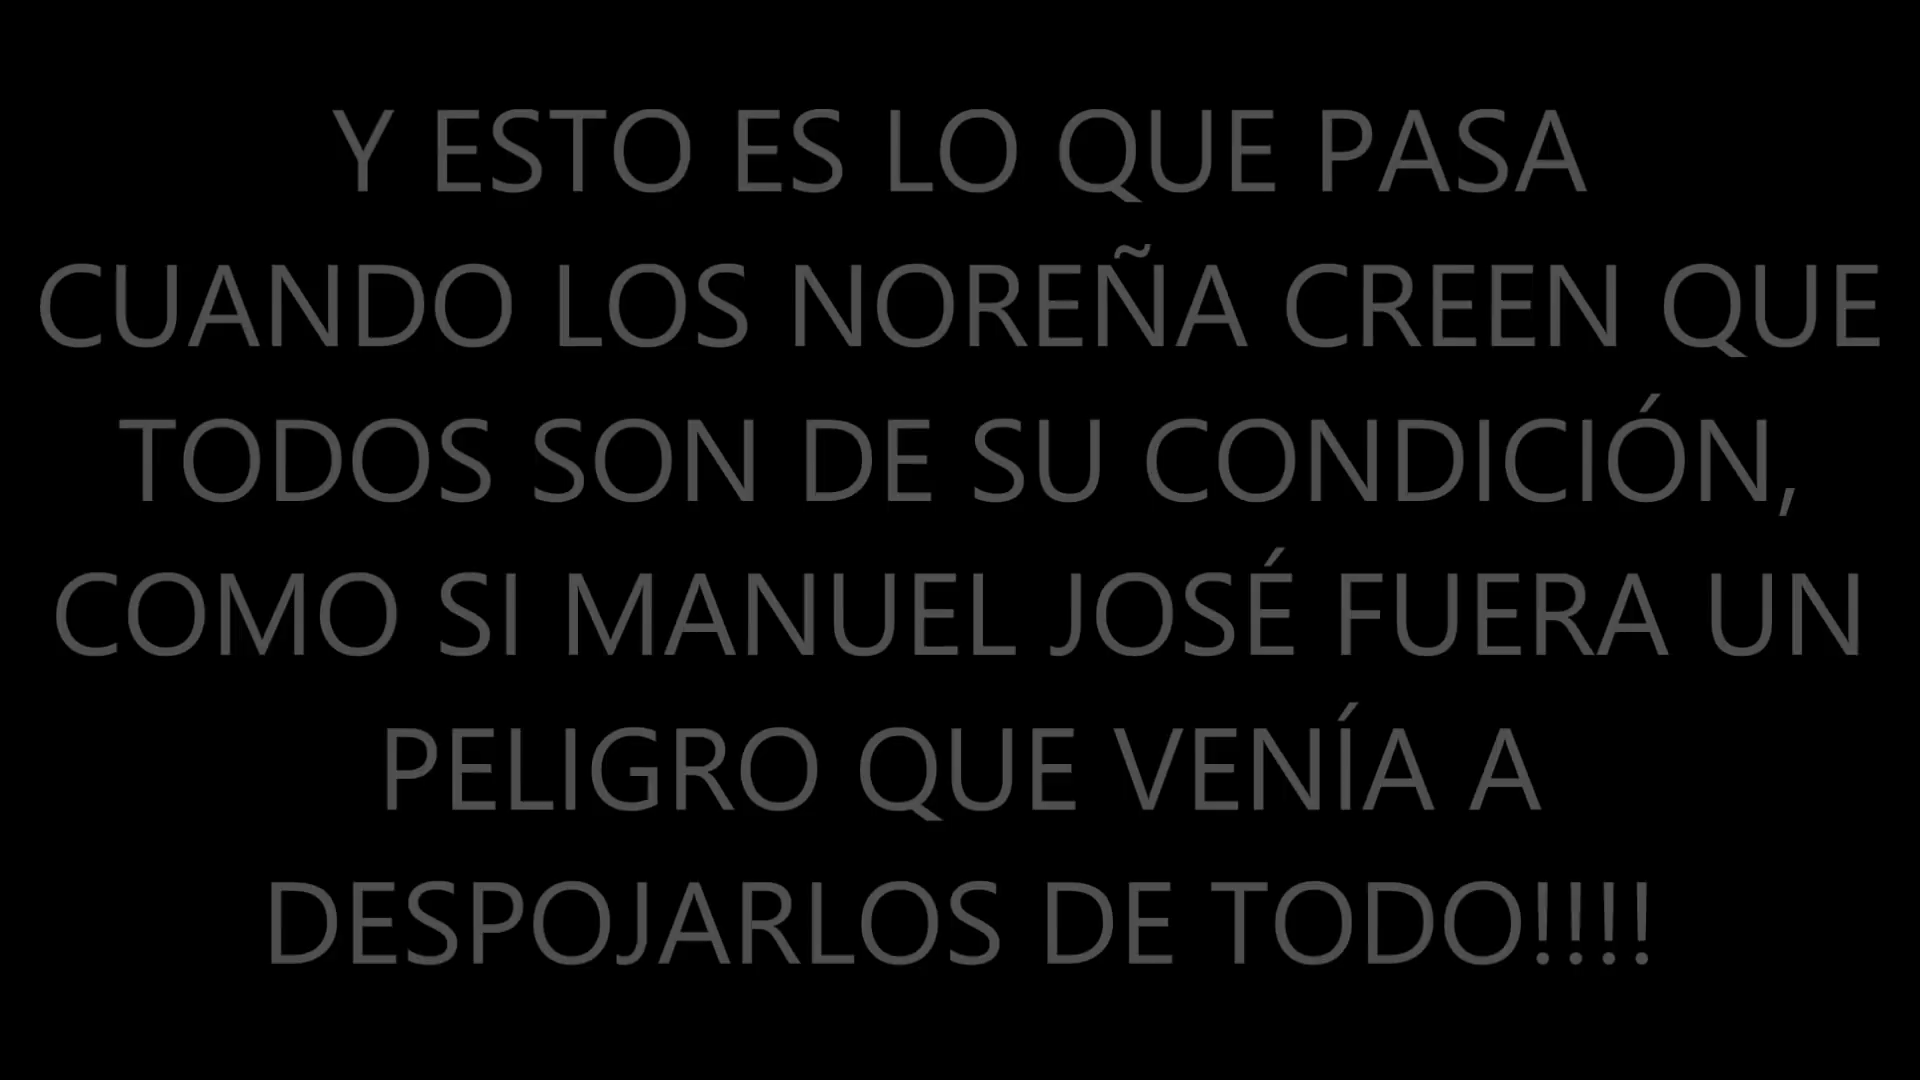 Y ESTO ES LO QUE PASA
CUANDO LOS NOREÑA CREEN QUE
TODOS SON DE SU CONDICIÓN,
COMO SI MANUEL JOSÉ FUERA UN
PELIGRO QUE VENÍA A
DESPOJARLOS DE TODO!!!!